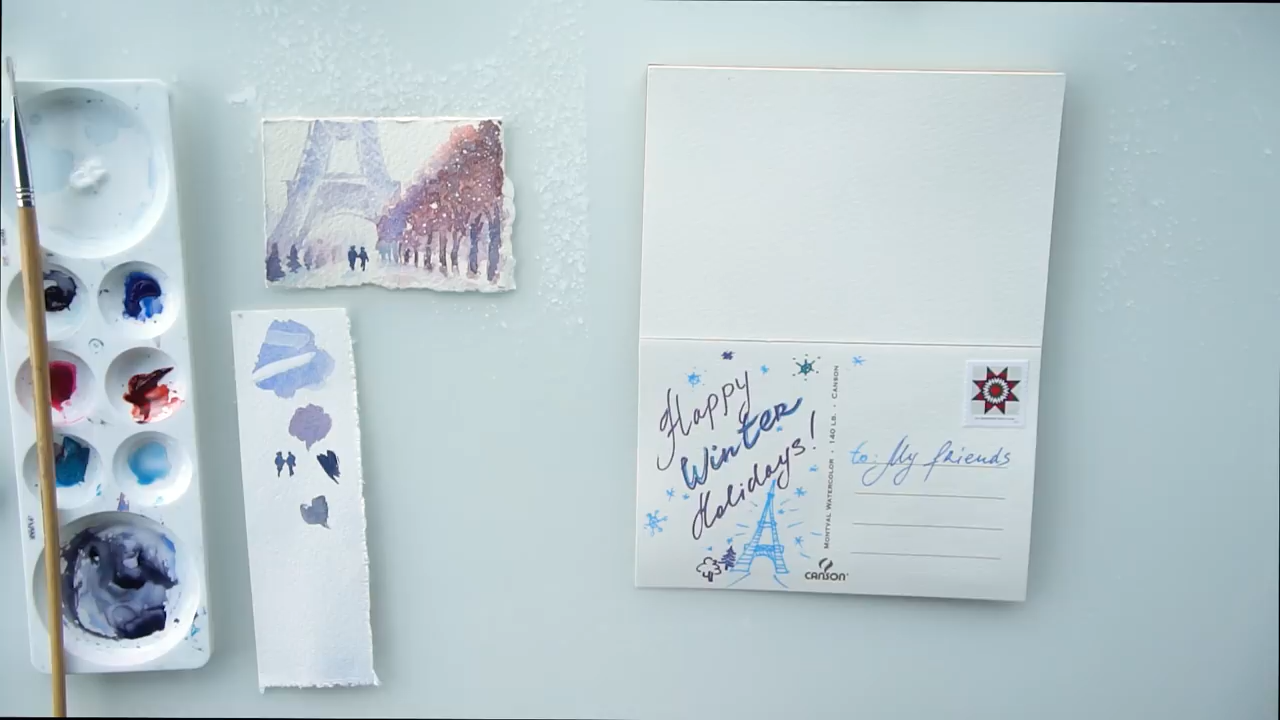 Happy
Winter
Holidays!
MONTVAL WATERCOLOR • 140 LB. • CANSON
CANSON®
to: My friends